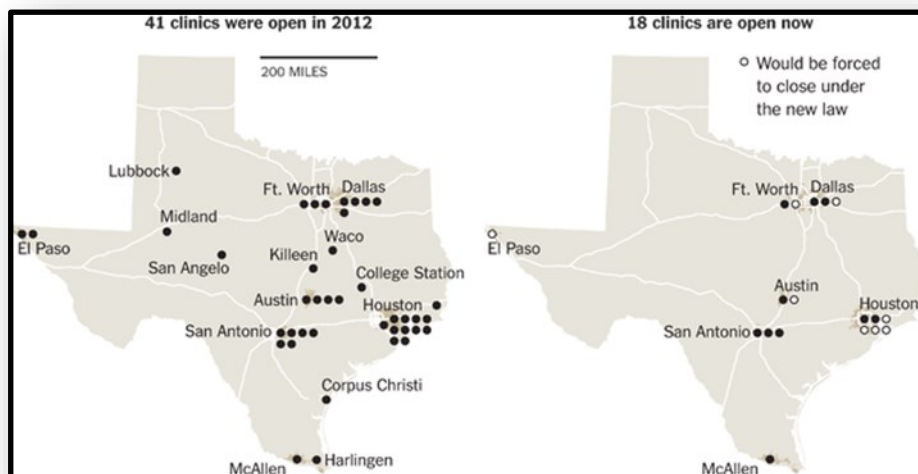 41 clinics were open in 2012
200 MILES
Lubbock
Ft. Worth
Dallas
Midland
El Paso
Waco
San Angelo
Killeen
College Station
Austin
Houston
San Antonio
Corpus Christi
McAllen
Harlingen
18 clinics are open now
Would be forced
to close under
the new law
Ft. Worth
Dallas
El Paso
Austin
Houston
San Antonio
McAllen